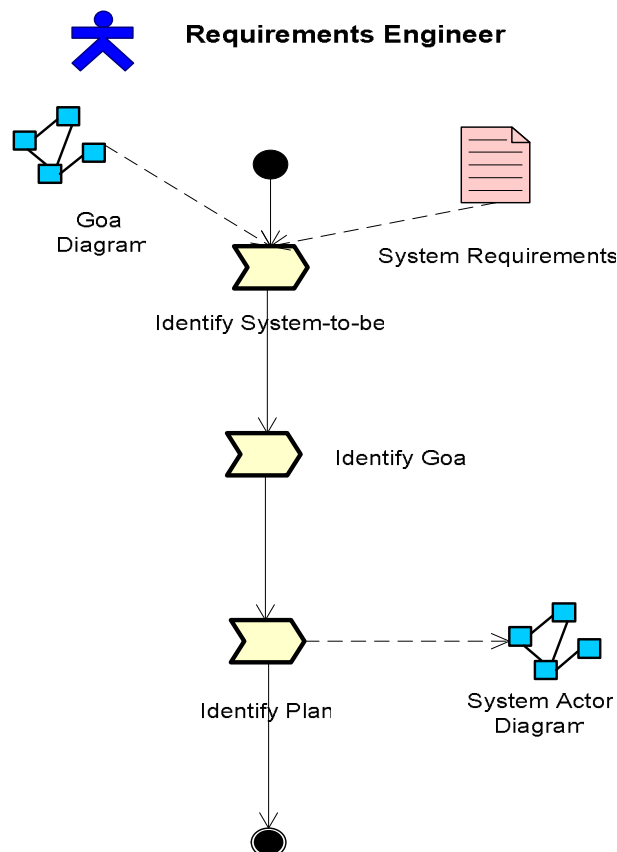 Requirements Engineer
Goa
Diagram
System Requirements
Identify System-to-be
Identify Goa
System Actor
Diagram
Identify Plan